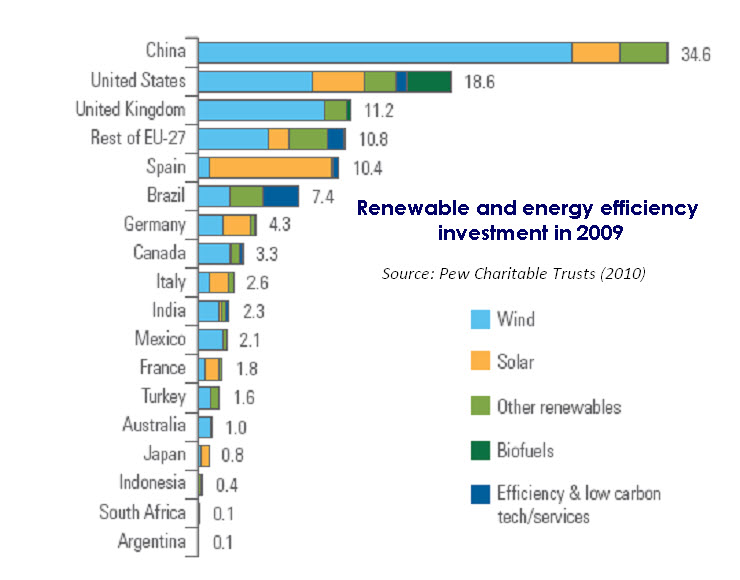 China 34.6
United States 18.6
United Kingdom 11.2
Rest of EU-27 10.8
Spain 10.4
Brazil 7.4
Renewable and energy efficiency
investment in 2009
Germany 4.3
Canada 3.3
Source: Pew Charitable Trusts (2010)
Italy 2.6
India 2.3
Wind
Mexico 2.1
France 1.8
Solar
Turkey 1.6
Other renewables
Australia 1.0
Japan 0.8
Biofuels
Indonesia 0.4
Efficiency & low carbon
tech/services
South Africa 0.1
Argentina 0.1